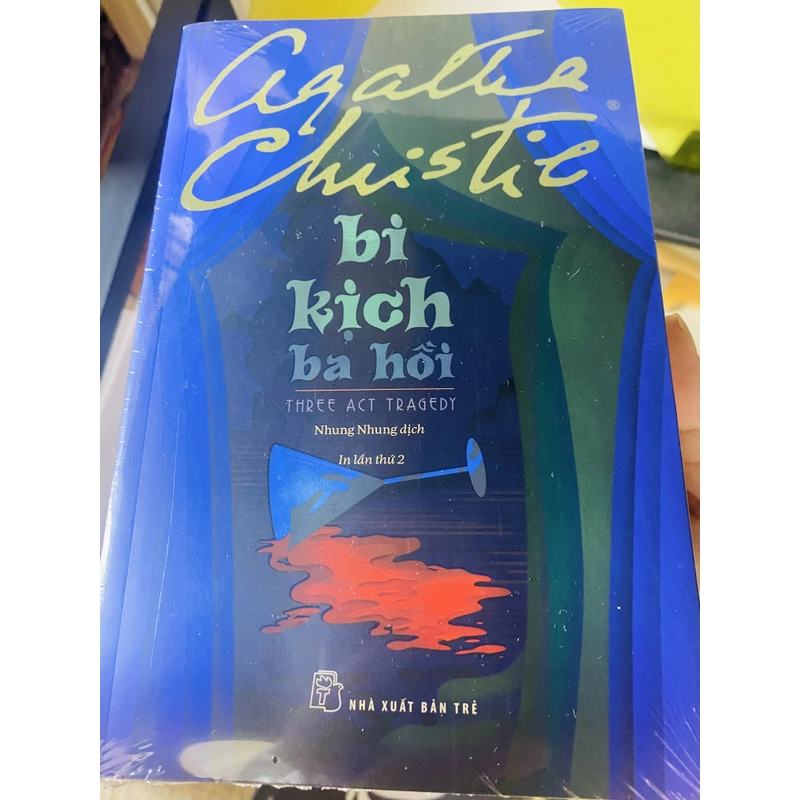 Agatha
Christie
®
bi
kịch
ba hồi
THREE ACT TRAGEDY
Nhung Nhung dịch
In lần thứ 2
T
NHÀ XUẤT BẢN TRẺ